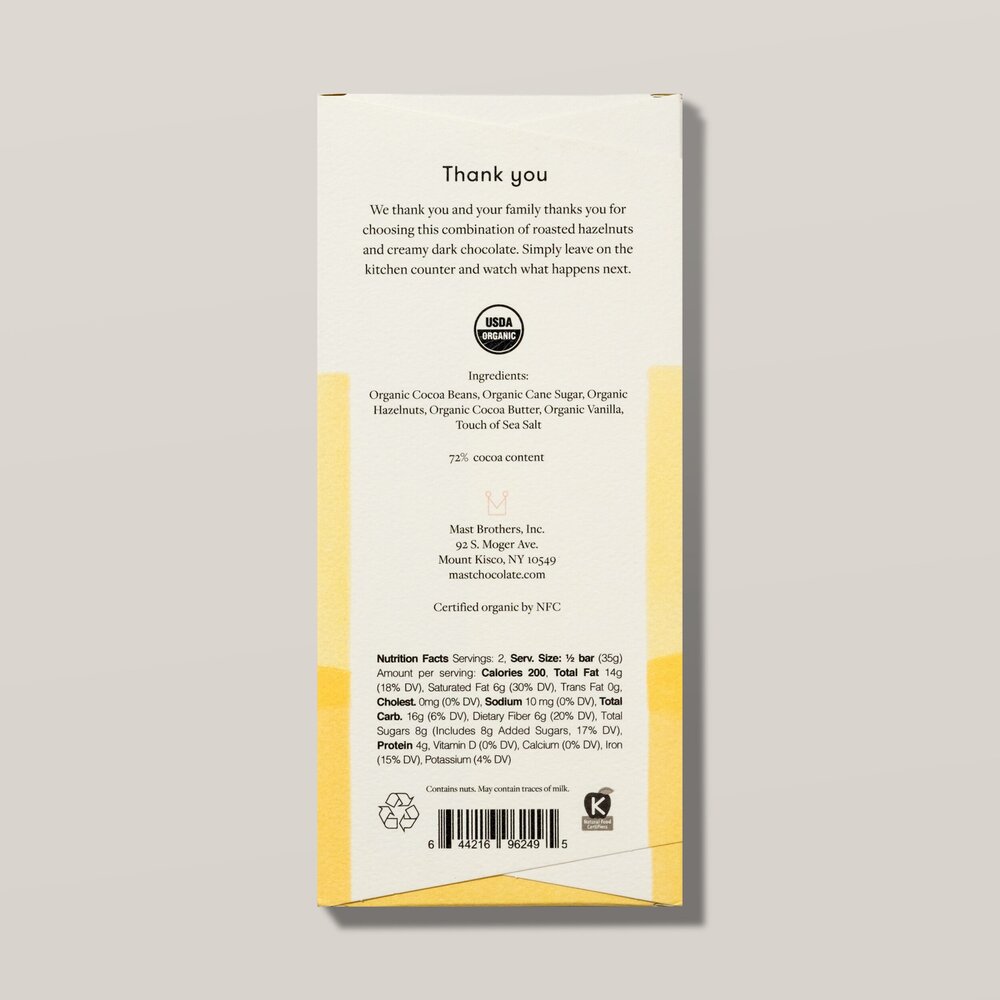 Thank you
We thank you and your family thanks you for
choosing this combination of roasted hazelnuts
and creamy dark chocolate. Simply leave on the
kitchen counter and watch what happens next.
USDA
ORGANIC
Ingredients:
Organic Cocoa Beans, Organic Cane Sugar, Organic
Hazelnuts, Organic Cocoa Butter, Organic Vanilla,
Touch of Sea Salt
72% cocoa content
Mast Brothers, Inc.
92 S. Moger Ave.
Mount Kisco, NY 10549
mastchocolate.com
Certified organic by NFC
Nutrition Facts Servings: 2, Serv. Size: ½ bar (35g)
Amount per serving: Calories 200, Total Fat 14g
(18% DV), Saturated Fat 6g (30% DV), Trans Fat 0g,
Cholest. 0mg (0% DV), Sodium 10 mg (0% DV), Total
Carb. 16g (6% DV), Dietary Fiber 6g (20% DV), Total
Sugars 8g (Includes 8g Added Sugars, 17% DV),
Protein 4g, Vitamin D (0% DV), Calcium (0% DV), Iron
(15% DV), Potassium (4% DV)
Contains nuts. May contain traces of milk.
K
Natural Food
Certifiers
6 44216 96249 5